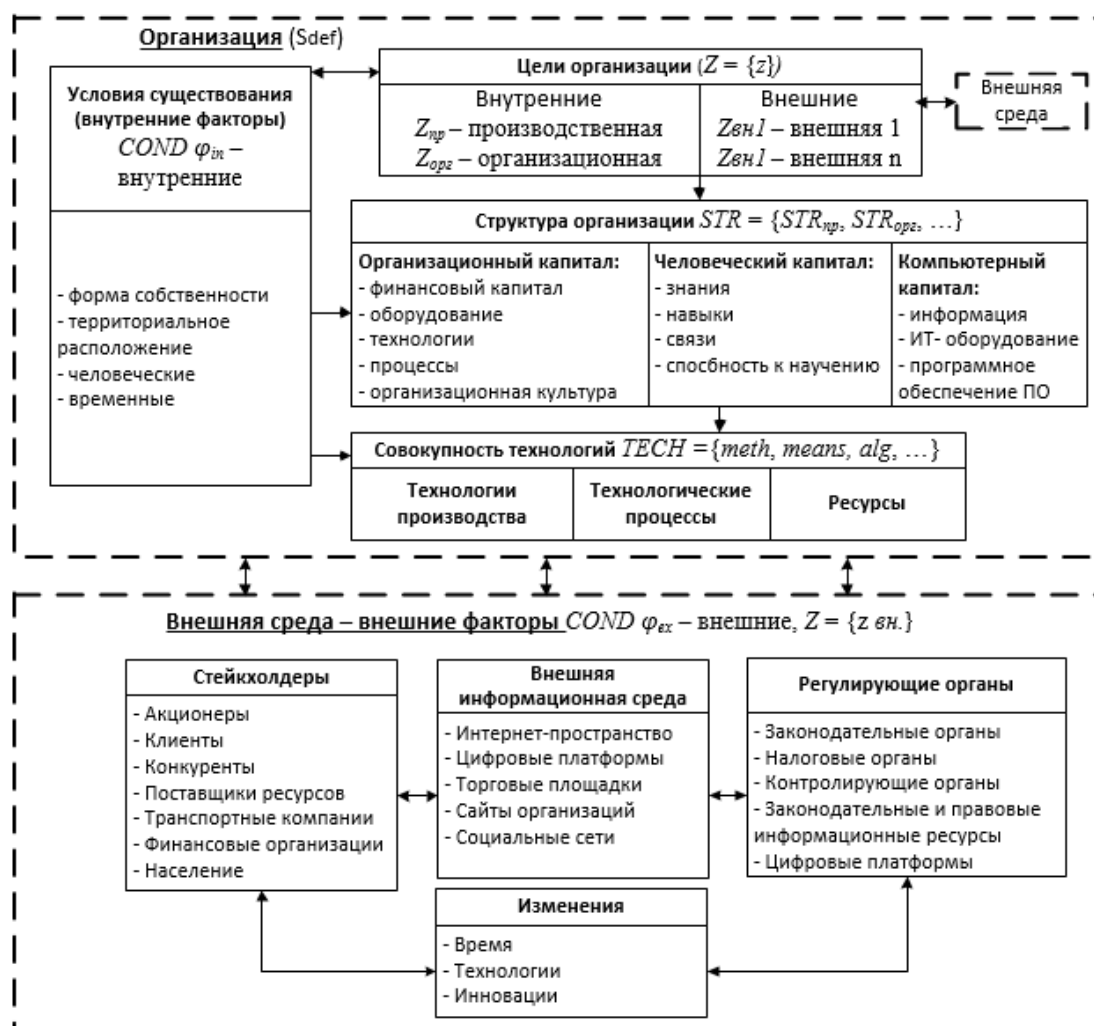 Организация (Sdef)
Условия существования
(внутренние факторы)
COND φin –
внутренние
- форма собственности
- территориальное
расположение
- человеческие
- временные
Цели организации (Z = {z})
Внутренние
Zпр – производственная
Zорг – организационная
Внешние
Zвн1 – внешняя 1
Zвн1 – внешняя n
Внешняя
среда
Структура организации STR = {STRпр, STRорг, …}
Организационный капитал:
- финансовый капитал
- оборудование
- технологии
- процессы
- организационная культура
Человеческий капитал:
- знания
- навыки
- связи
- спосбность к научению
Компьютерный
капитал:
- информация
- ИТ- оборудование
- программное
обеспечение ПО
Совокупность технологий TECH ={meth, means, alg, …}
Технологии
производства
Технологические
процессы
Ресурсы
Внешняя среда – внешние факторы COND φex – внешние, Z = {z вн.}
Стейкхолдеры
- Акционеры
- Клиенты
- Конкуренты
- Поставщики ресурсов
- Транспортные компании
- Финансовые организации
- Население
Внешняя
информационная среда
- Интернет-пространство
- Цифровые платформы
- Торговые площадки
- Сайты организаций
- Социальные сети
Регулирующие органы
- Законодательные органы
- Налоговые органы
- Контролирующие органы
- Законодательные и правовые
информационные ресурсы
- Цифровые платформы
Изменения
- Время
- Технологии
- Инновации